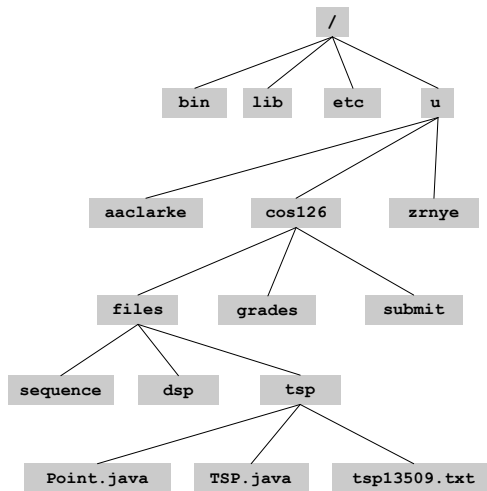 /
bin lib etc u
aaclarke cos126 zrnye
files grades submit
sequence dsp tsp
Point.java TSP.java tsp13509.txt